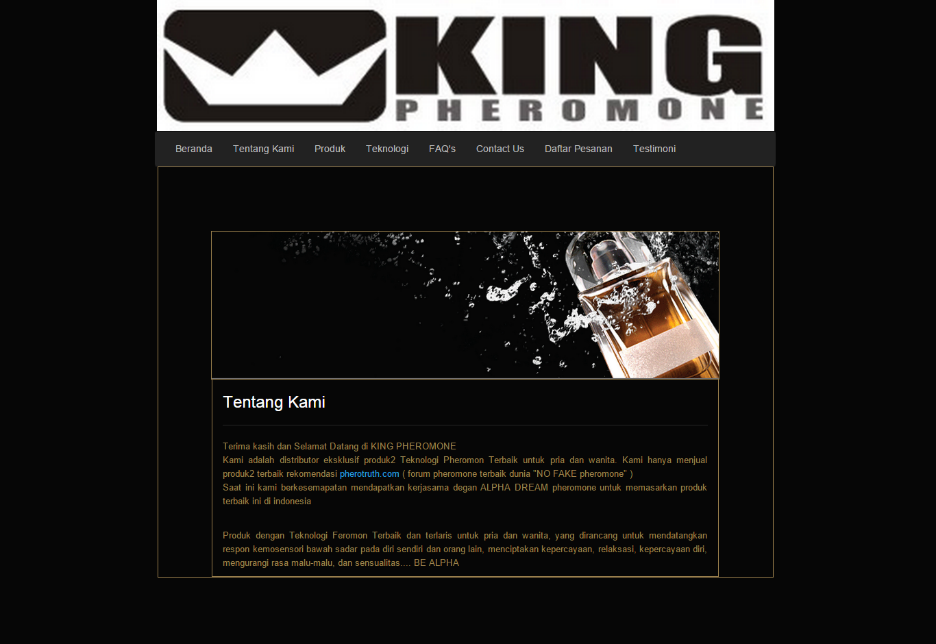 KING
PHEROMONE
Beranda Tentang Kami Produk Teknologi FAQ's Contact Us Daftar Pesanan Testimoni
Tentang Kami
Terima kasih dan Selamat Datang di KING PHEROMONE
Kami adalah distributor eksklusif produk2 Teknologi Pheromon Terbaik untuk pria dan wanita. Kami hanya menjual
produk2 terbaik rekomendasi pherotruth.com ( forum pheromone terbaik dunia "NO FAKE pheromone" )
Saat ini kami berkesemapatan mendapatkan kerjasama degan ALPHA DREAM pheromone untuk memasarkan produk
terbaik ini di indonesia
Produk dengan Teknologi Feromon Terbaik dan terlaris untuk pria dan wanita, yang dirancang untuk mendatangkan
respon kemosensori bawah sadar pada diri sendiri dan orang lain, menciptakan kepercayaan, relaksasi, kepercayaan diri,
mengurangi rasa malu-malu, dan sensualitas.... BE ALPHA